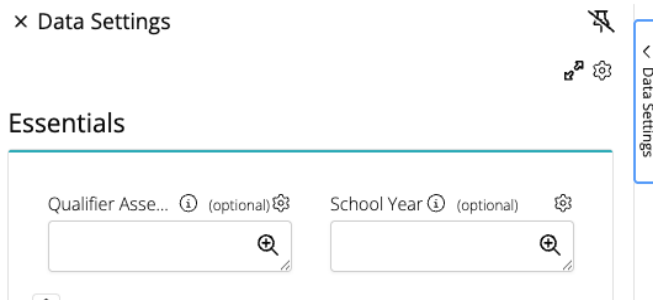 × Data Settings
Essentials
Qualifier Asse... (optional)
School Year (optional)
Data Settings